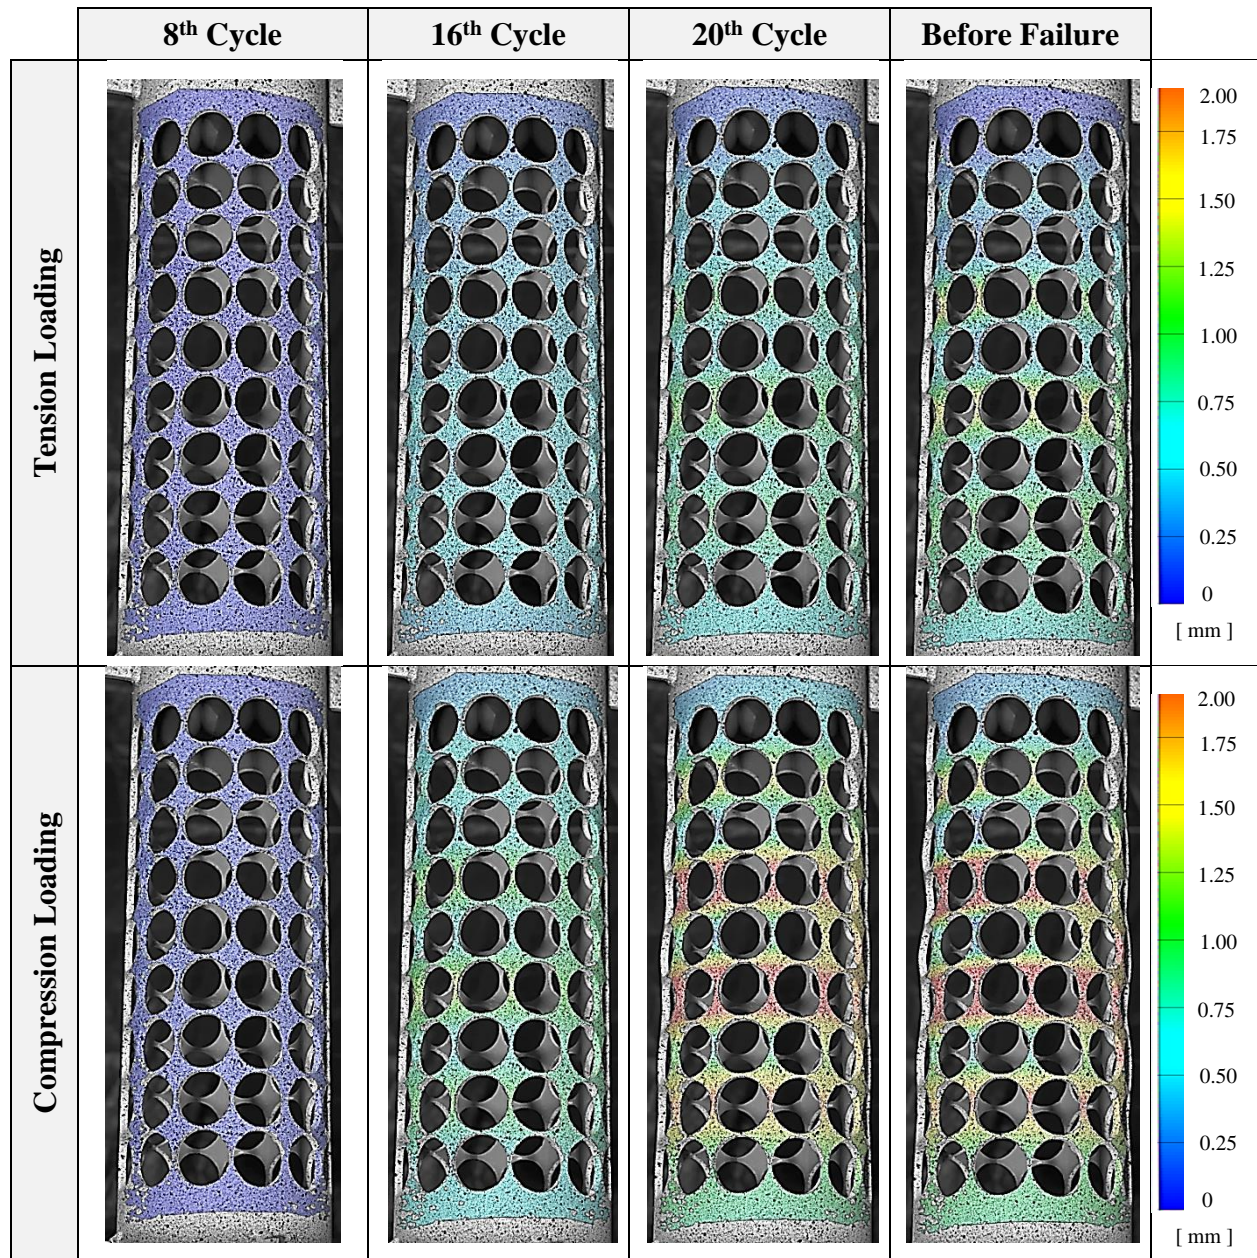 8th Cycle
16th Cycle
20th Cycle
Before Failure
Tension Loading
2.00
1.75
1.50
1.25
1.00
0.75
0.50
0.25
0
[ mm ]
Compression Loading
2.00
1.75
1.50
1.25
1.00
0.75
0.50
0.25
0
[ mm ]